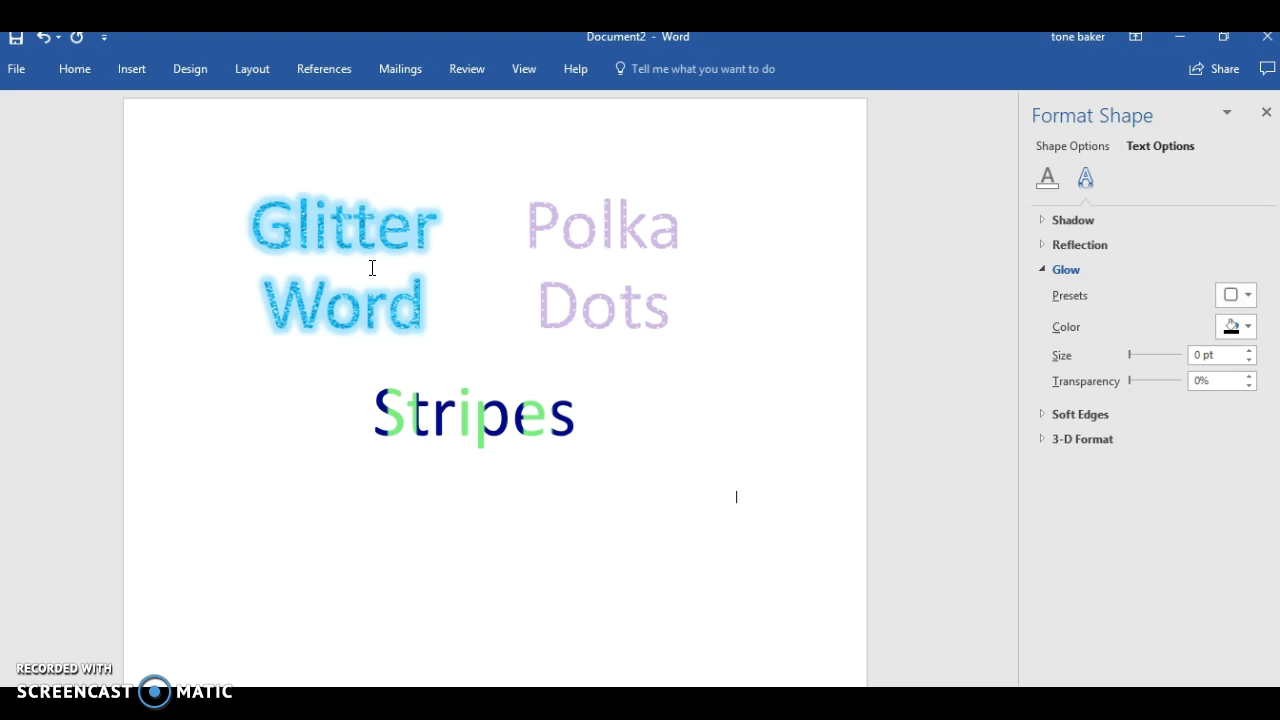 Document2 - Word
tone baker
File Home Insert Design Layout References Mailings Review View Help Tell me what you want to do Share
Format Shape
Shape Options Text Options
A A
Shadow
Reflection
Glow
Presets
Color
Size 0 pt
Transparency 0%
Soft Edges
3-D Format
Glitter
Word
Polka
Dots
Stripes
RECORDED WITH
SCREENCAST MATIC